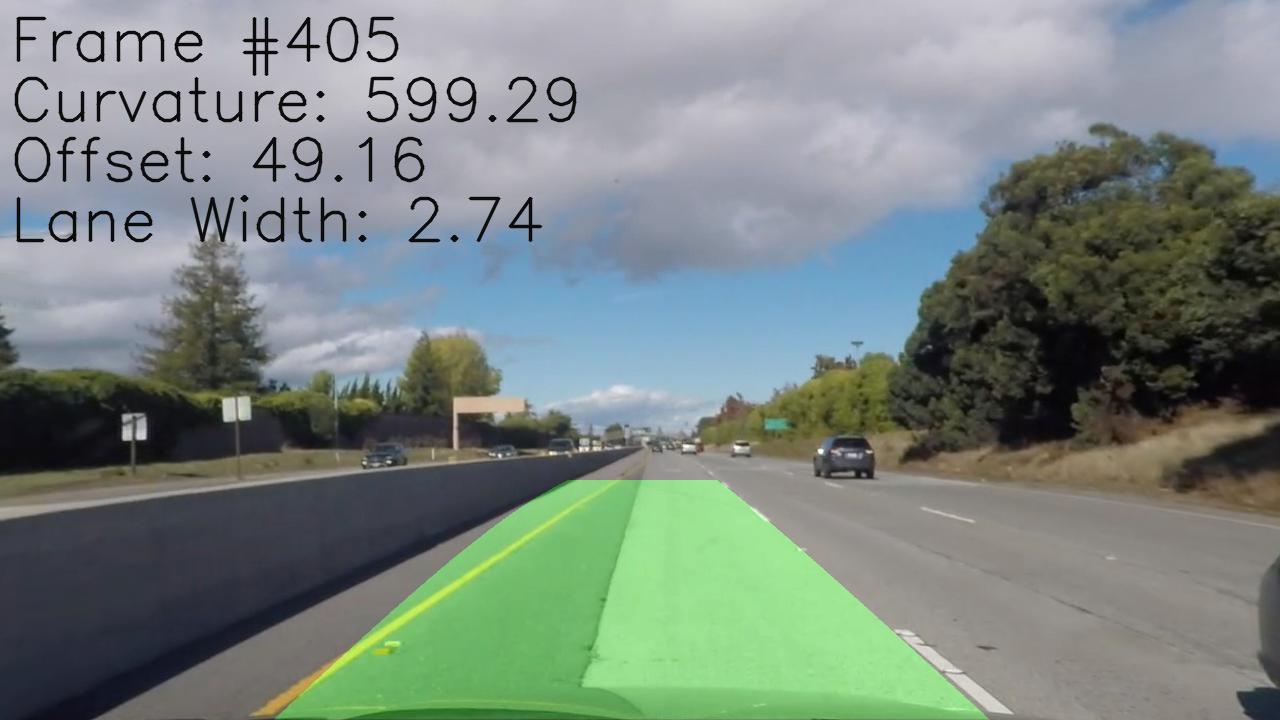 Frame #405
Curvature: 599.29
Offset: 49.16
Lane Width: 2.74